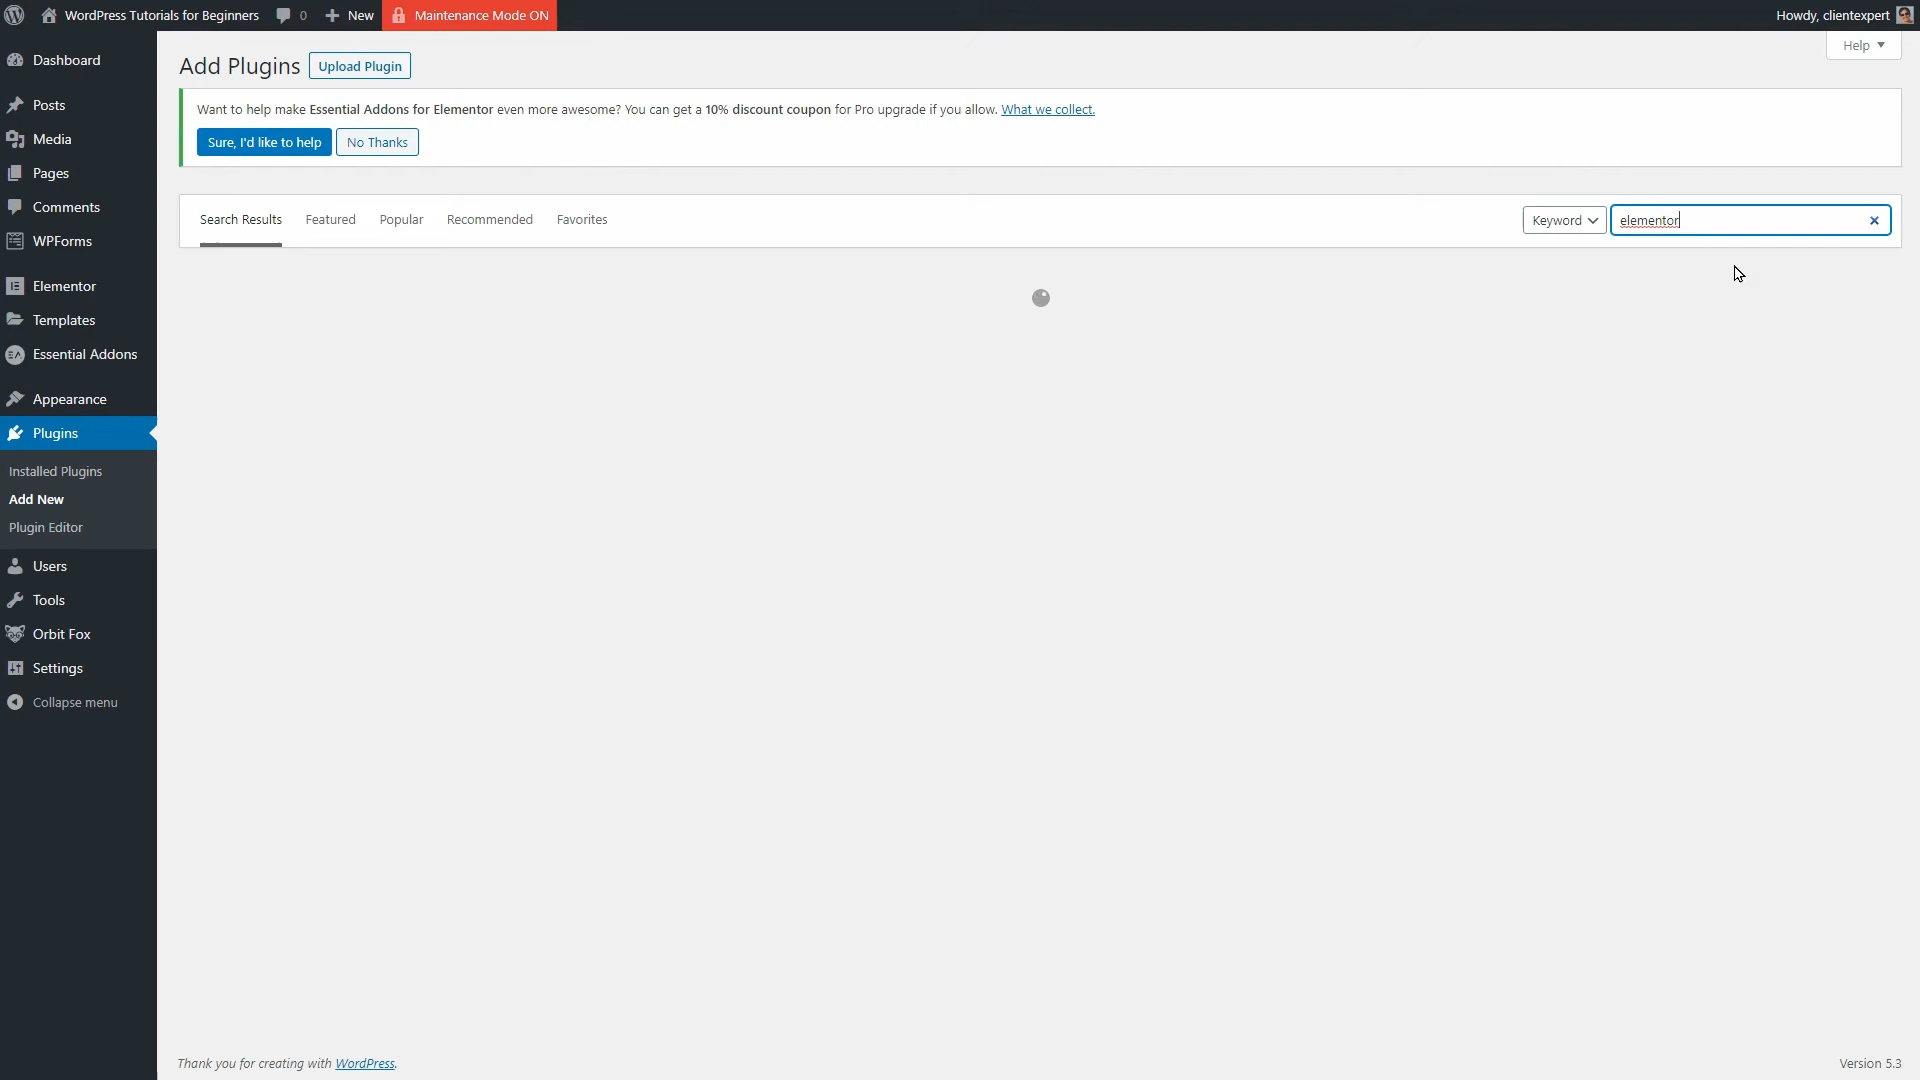 WordPress Tutorials for Beginners 0 New Maintenance Mode ON Howdy, clientexpert
Help
Dashboard
Posts
Media
Pages
Comments
WPForms
Elementor
Templates
Essential Addons
Appearance
Plugins
Installed Plugins
Add New
Plugin Editor
Users
Tools
Orbit Fox
Settings
Collapse menu
Add Plugins Upload Plugin
Want to help make Essential Addons for Elementor even more awesome? You can get a 10% discount coupon for Pro upgrade if you allow. What we collect.
Sure, I'd like to help No Thanks
Search Results Featured Popular Recommended Favorites Keyword elementor
Thank you for creating with WordPress. Version 5.3